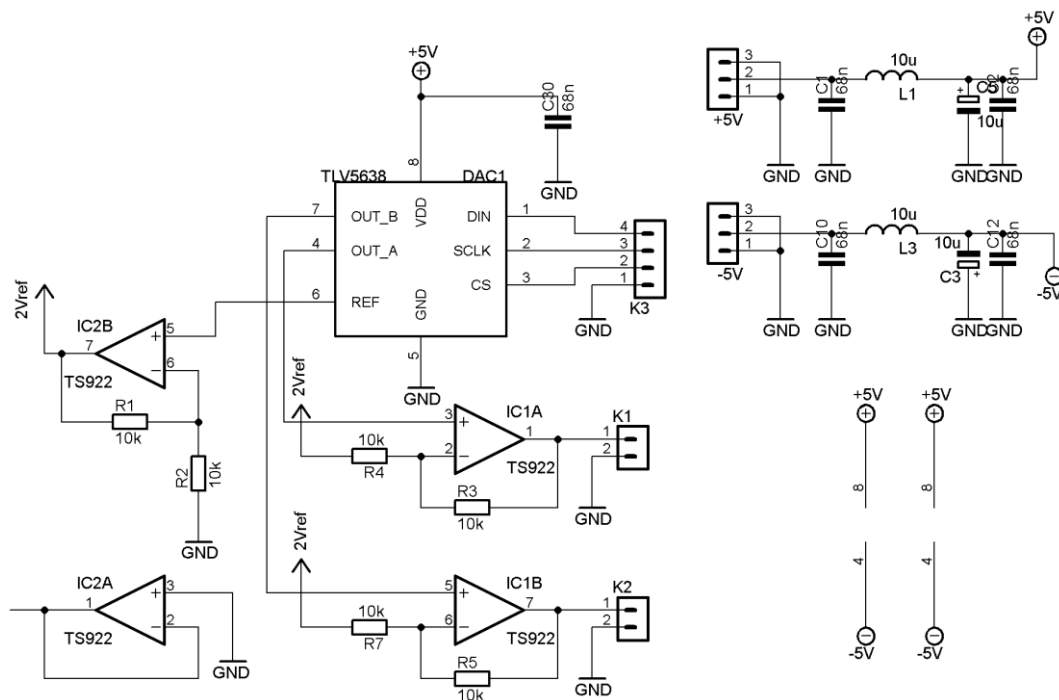 +5V
C30
68n
8
TLV5638
DAC1
VDD
7
OUT_B
DIN
1
4
OUT_A
SCLK
2
CS
3
6
REF
GND
5
GND
GND
4
3
2
1
K3
GND
2Vref
IC2B
5
7
6
TS922
R1
10k
R2
10k
GND
2Vref
10k
R4
IC1A
3
1
2
TS922
R3
10k
K1
1
2
GND
IC2A
3
1
2
TS922
GND
2Vref
10k
R7
IC1B
5
7
6
TS922
R5
10k
K2
1
2
GND
3
2
1
+5V
GND
C1
68n
GND
10u
L1
+
C5
10u
GND
C2
68n
GND
+5V
3
2
1
-5V
GND
C10
68n
GND
10u
L3
10u
C3
+
GND
C12
68n
GND
-5V
+5V
+5V
8
8
4
4
-5V
-5V